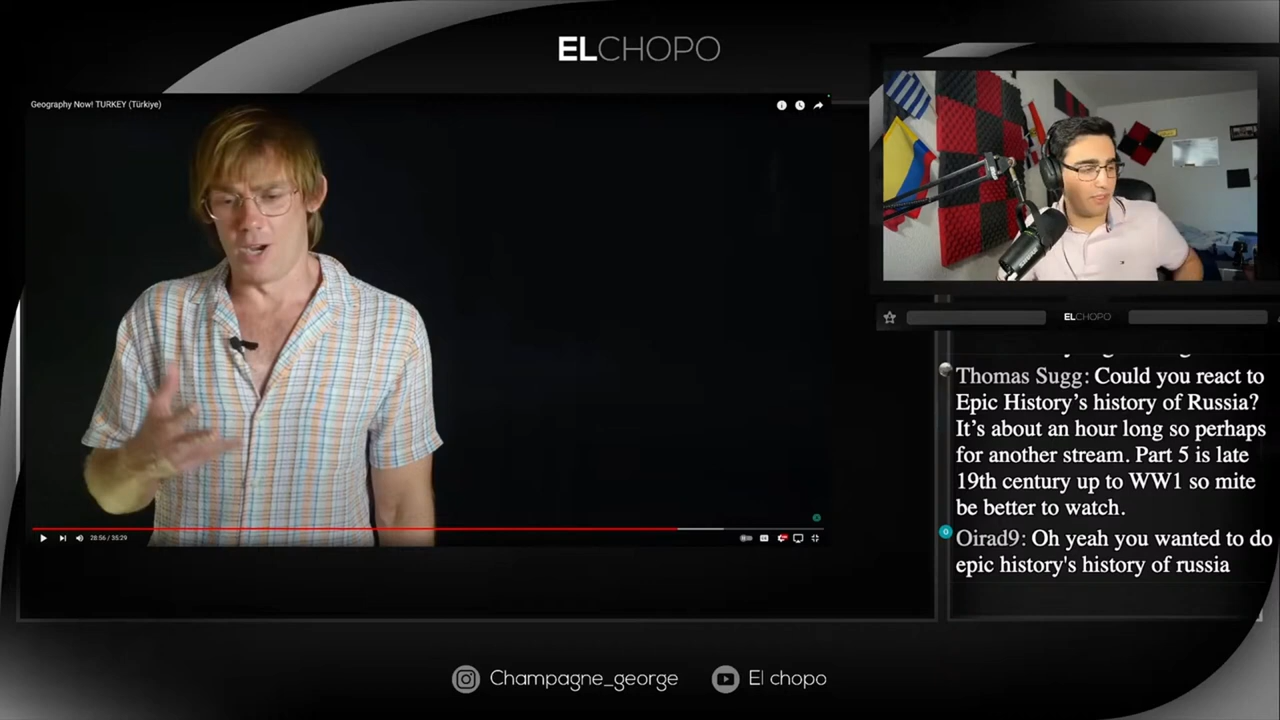 ELCHOPO
Geography Now! TURKEY (Türkiye)
28:56 / 35:29
ELCHOPO
Thomas Sugg: Could you react to
Epic History's history of Russia?
It's about an hour long so perhaps
for another stream. Part 5 is late
19th century up to WW1 so mite
be better to watch.
Oirad9: Oh yeah you wanted to do
epic history's history of russia
Champagne_george
El chopo